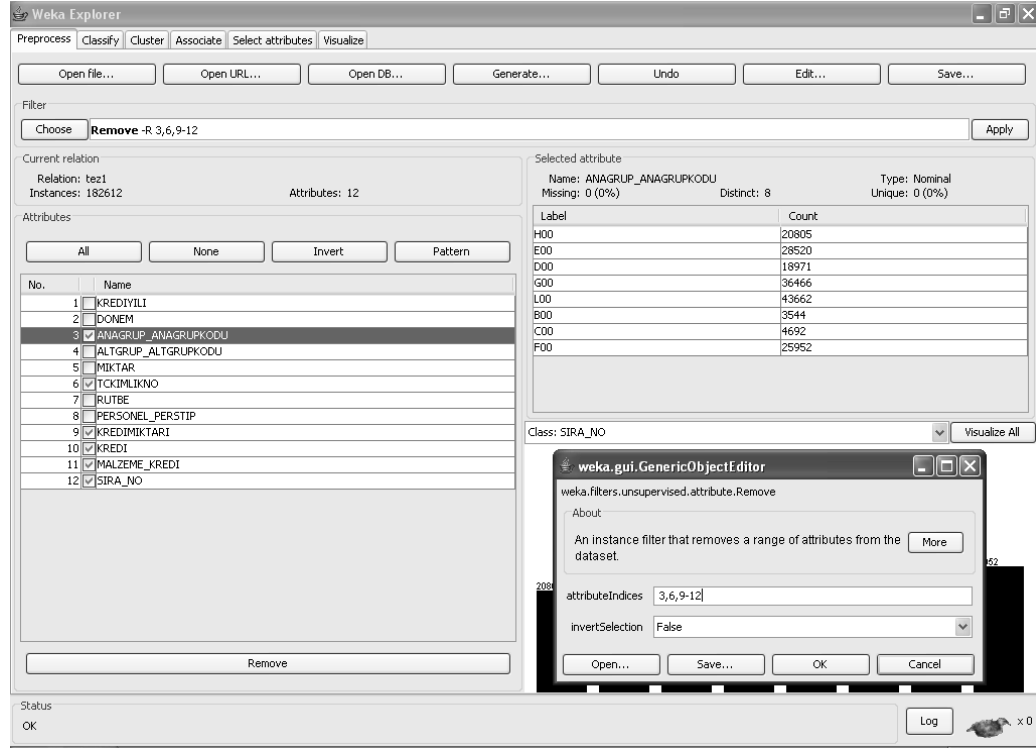 Weka Explorer
Preprocess Classify Cluster Associate Select attributes Visualize
Open file... Open URL... Open DB... Generate... Undo Edit... Save...
Filter
Choose Remove -R 3,6,9-12 Apply
Current relation
Relation: tez1
Instances: 182612 Attributes: 12
Attributes
All None Invert Pattern
No. Name
1 KREDIYILI
2 DONEM
3 ANAGRUP_ANAGRUPKODU
4 ALTGRUP_ALTGRUPKODU
5 MIKTAR
6 TCKIMLIKNO
7 RUTBE
8 PERSONEL_PERSTIP
9 KREDIMIKTARI
10 KREDI
11 MALZEME_KREDI
12 SIRA_NO
Remove
Selected attribute
Name: ANAGRUP_ANAGRUPKODU Type: Nominal
Missing: 0 (0%) Distinct: 8 Unique: 0 (0%)
Label Count
H00 20805
E00 28520
D00 18971
G00 36466
L00 43662
B00 3544
C00 4692
F00 25952
Class: SIRA_NO Visualize All
weka.gui.GenericObjectEditor
weka.filters.unsupervised.attribute.Remove
About
An instance filter that removes a range of attributes from the dataset.
More
attributeIndices 3,6,9-12
invertSelection False
Open... Save... OK Cancel
Status
OK
Log x 0